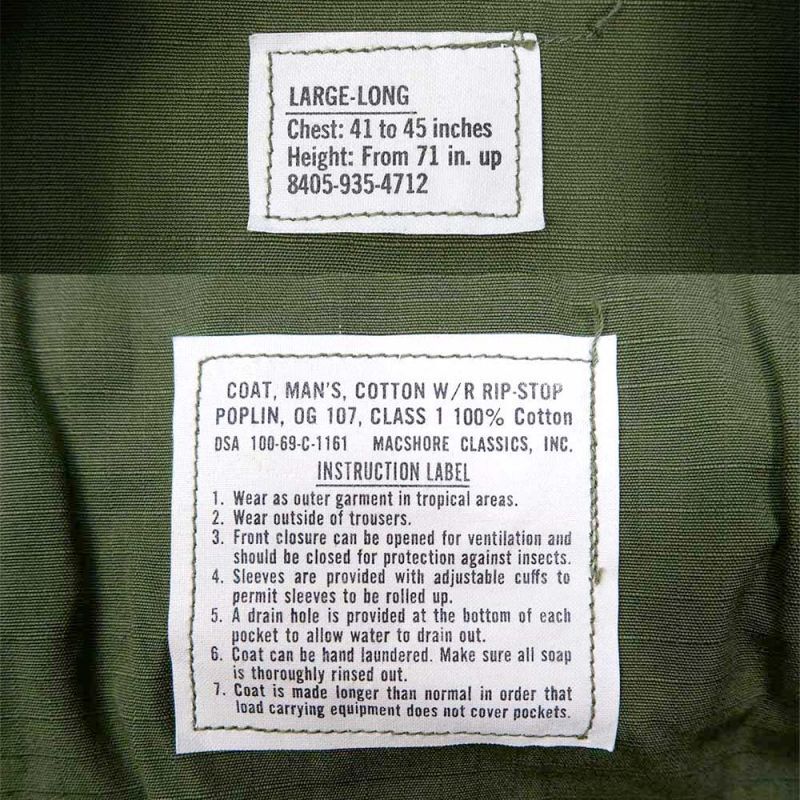 LARGE-LONG
Chest: 41 to 45 inches
Height: From 71 in. up
8405-935-4712
COAT, MAN'S, COTTON W/R RIP-STOP
POPLIN, OG 107, CLASS 1 100% Cotton
DSA 100-69-C-1161 MACSHORE CLASSICS, INC.
INSTRUCTION LABEL
1. Wear as outer garment in tropical areas.
2. Wear outside of trousers.
3. Front closure can be opened for ventilation and
should be closed for protection against insects.
4. Sleeves are provided with adjustable cuffs to
permit sleeves to be rolled up.
5. A drain hole is provided at the bottom of each
pocket to allow water to drain out.
6. Coat can be hand laundered. Make sure all soap
is thoroughly rinsed out.
7. Coat is made longer than normal in order that
load carrying equipment does not cover pockets.